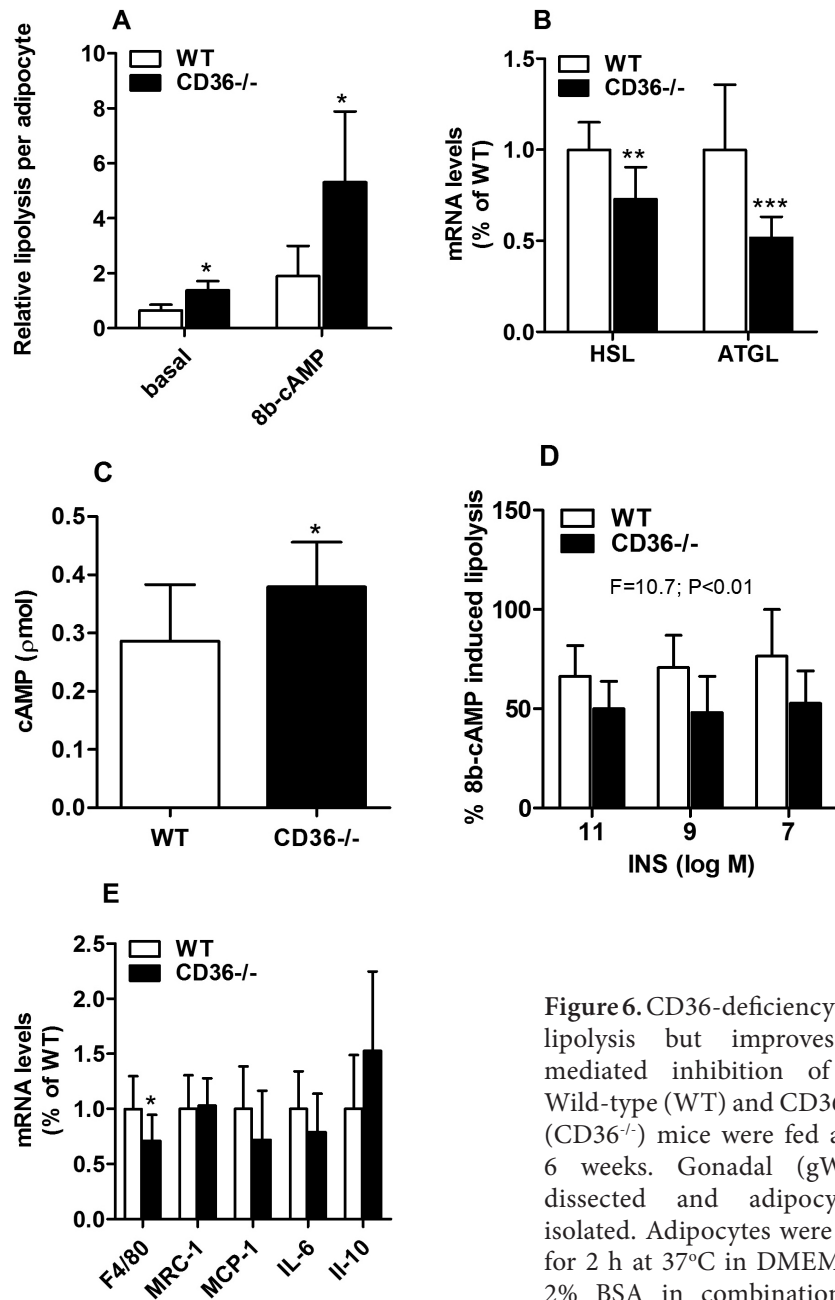 A
WT
CD36-/-
Relative lipolysis per adipocyte
10
8
6
4
2
0
*
*
basal
8b-cAMP
B
WT
CD36-/-
mRNA levels
(% of WT)
1.5
1.0
0.5
0.0
**
***
HSL
ATGL
C
cAMP (ρmol)
0.5
0.4
0.3
0.2
0.1
0.0
*
WT
CD36-/-
D
WT
CD36-/-
% 8b-cAMP induced lipolysis
150
100
50
0
F=10.7; P<0.01
11
9
7
INS (log M)
E
WT
CD36-/-
mRNA levels
(% of WT)
2.5
2.0
1.5
1.0
0.5
0.0
*
F4/80
MRC-1
MCP-1
IL-6
Il-10
Figure 6. CD36-deficiency
lipolysis but improves
mediated inhibition of
Wild-type (WT) and CD36
(CD36-/-) mice were fed a
6 weeks. Gonadal (gW
dissected and adipocy
isolated. Adipocytes were
for 2 h at 37°C in DMEM
2% BSA in combination